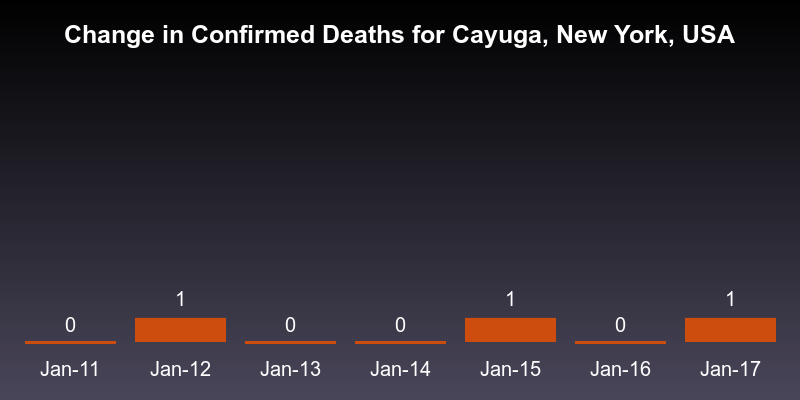 Change in Confirmed Deaths for Cayuga, New York, USA
0 1 0 0 1 0 1
Jan-11 Jan-12 Jan-13 Jan-14 Jan-15 Jan-16 Jan-17